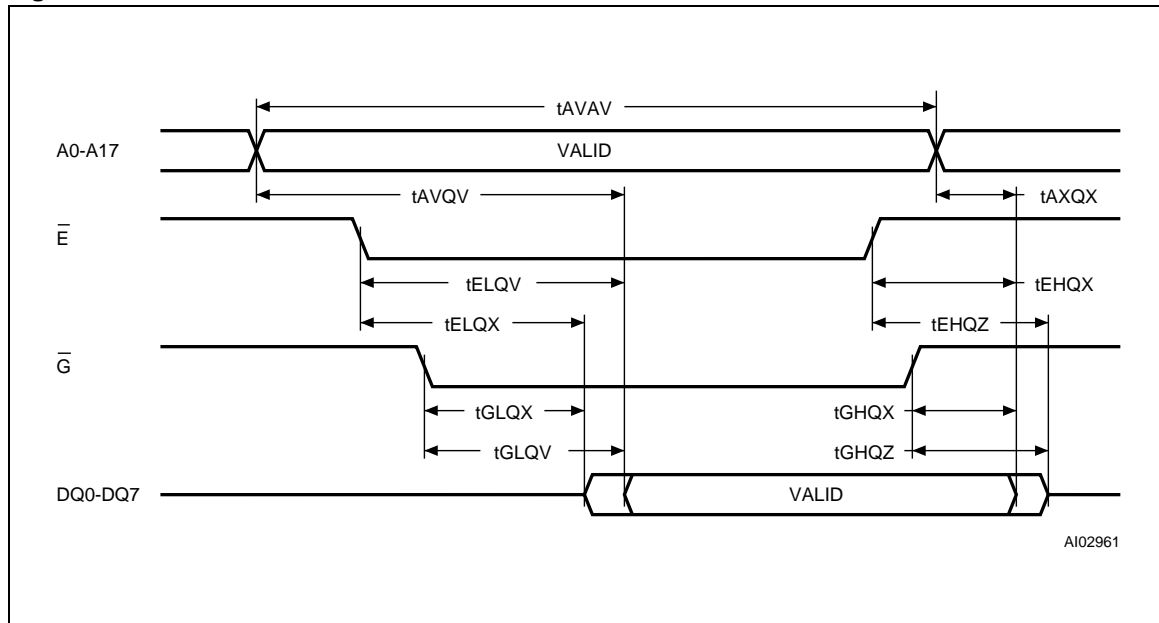 tAVAV
A0-A17 VALID
tAVQV tAXQX
E̅
tELQV tEHQX
tELQX tEHQZ
G̅
tGLQX tGHQX
tGLQV tGHQZ
DQ0-DQ7 VALID
AI02961